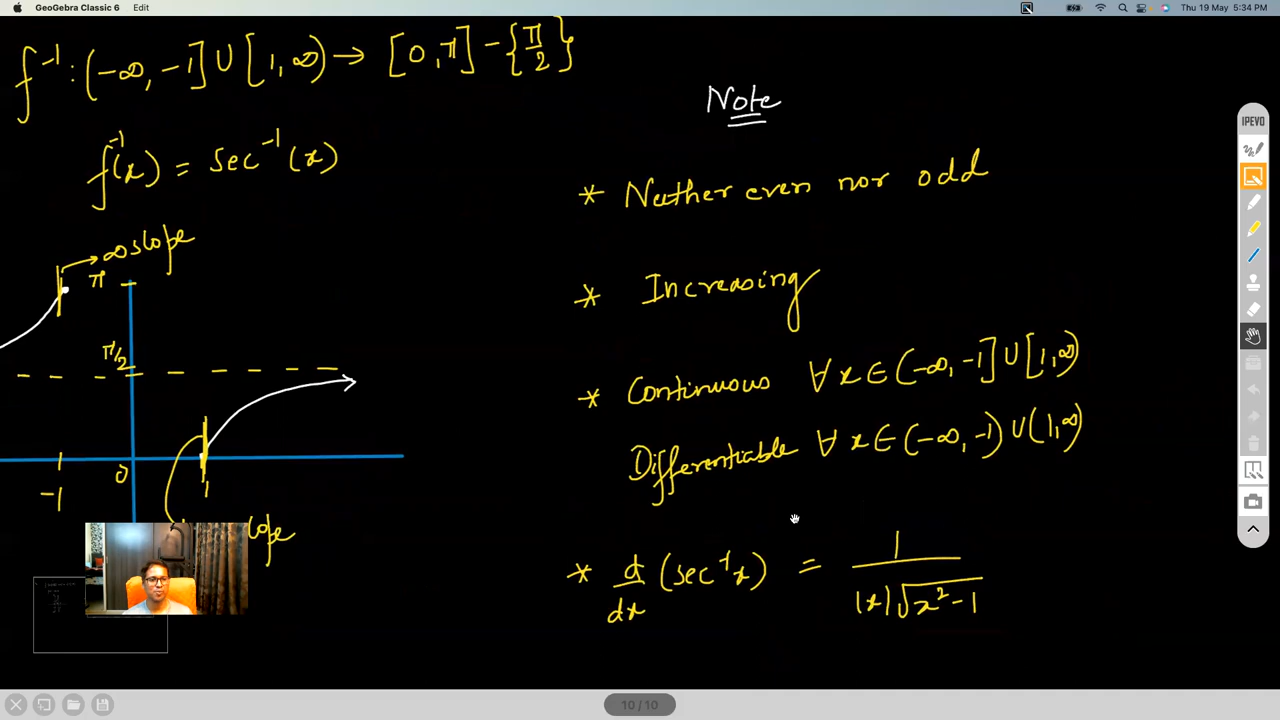 GeoGebra Classic 6 Edit Thu 19 May 5:34 PM
f⁻¹ : (-∞, -1] ∪ [1, ∞) → [0, π] - {π/2}
f⁻¹(x) = sec⁻¹(x)
→ ∞ slope
π
π/2
0
-1
1
lope
Note
* Neither even nor odd
* Increasing
* Continuous ∀ x ∈ (-∞, -1] ∪ [1, ∞)
Differentiable ∀ x ∈ (-∞, -1) ∪ (1, ∞)
* d/dx (sec⁻¹x) = 1/(|x|√(x²-1))
IPEVO
10 / 10